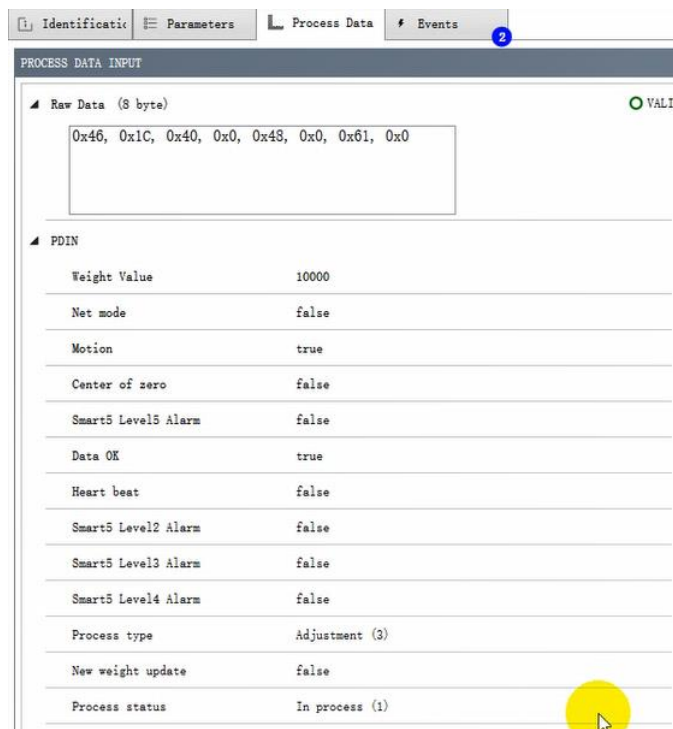 Identificatic
Parameters
Process Data
Events
2
PROCESS DATA INPUT
Raw Data (8 byte)
VALI
0x46, 0x1C, 0x40, 0x0, 0x48, 0x0, 0x61, 0x0
PDIN
Weight Value 10000
Net mode false
Motion true
Center of zero false
Smart5 Level5 Alarm false
Data OK true
Heart beat false
Smart5 Level2 Alarm false
Smart5 Level3 Alarm false
Smart5 Level4 Alarm false
Process type Adjustment (3)
New weight update false
Process status In process (1)